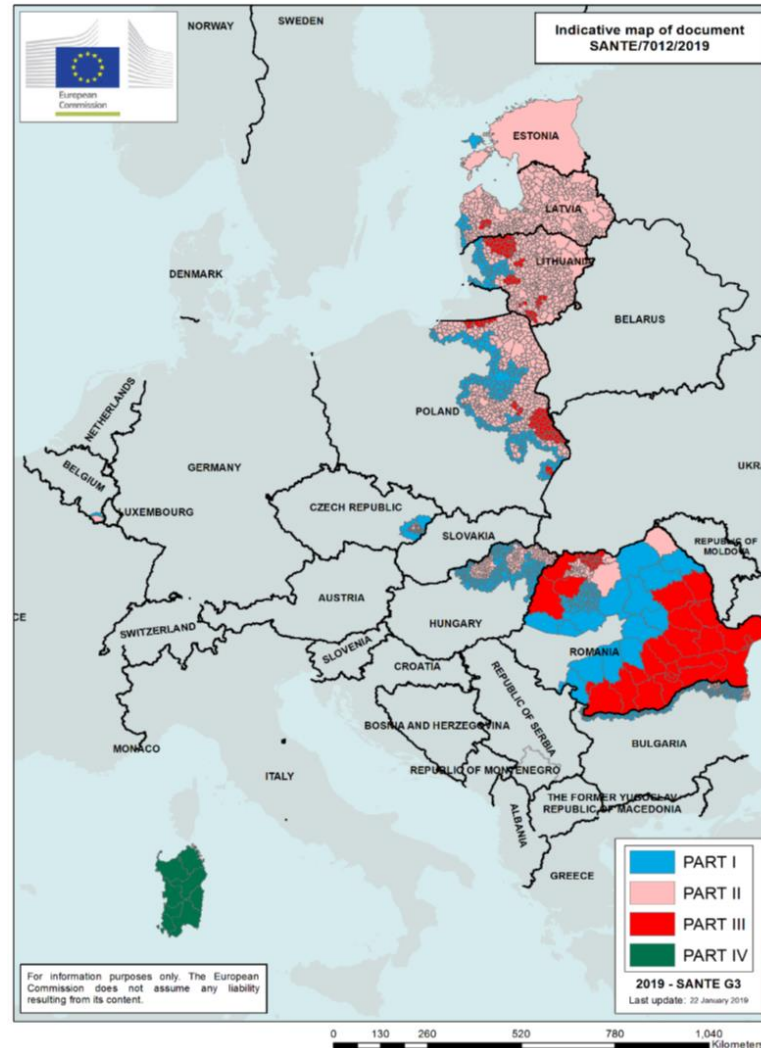 European
Commission
Indicative map of document
SANTE/7012/2019
NORWAY
SWEDEN
ESTONIA
LATVIA
LITHUANIA
DENMARK
BELARUS
NETHERLANDS
POLAND
BELGIUM
GERMANY
UKR
LUXEMBOURG
CZECH REPUBLIC
SLOVAKIA
REPUBLIC OF
MOLDOVA
CE
AUSTRIA
SWITZERLAND
HUNGARY
SLOVENIA
ROMANIA
CROATIA
REPUBLIC OF SERBIA
BOSNIA AND HERZEGOVINA
MONACO
BULGARIA
ITALY
REPUBLIC OF MONTENEGRO
THE FORMER YUGOSLAV
REPUBLIC OF MACEDONIA
ALBANIA
GREECE
PART I
PART II
PART III
PART IV
2019 - SANTE G3
Last update: 22 January 2019
For information purposes only. The European
Commission does not assume any liability
resulting from its content.
0 130 260 520 780 1,040
Kilometers